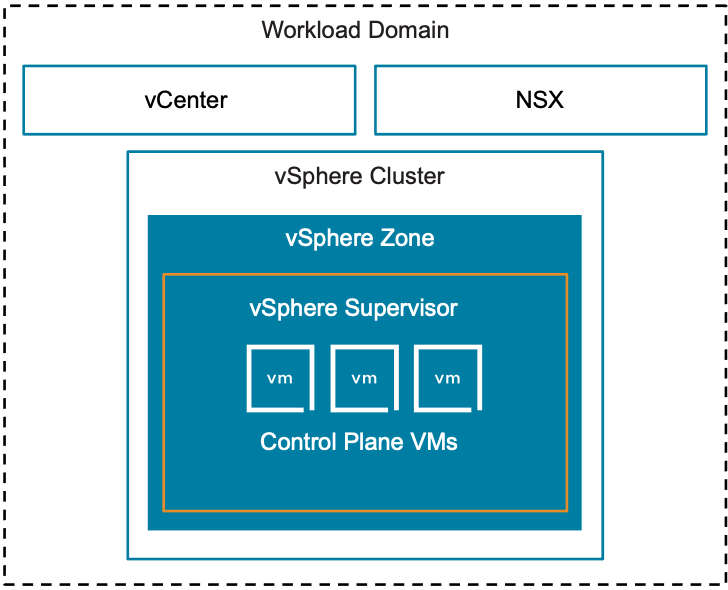 Workload Domain
vCenter
NSX
vSphere Cluster
vSphere Zone
vSphere Supervisor
vm vm vm
Control Plane VMs